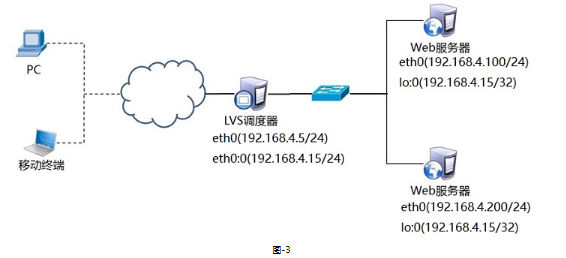 Web服务器
eth0(192.168.4.100/24)
lo:0(192.168.4.15/32)
PC
LVS调度器
eth0(192.168.4.5/24)
eth0:0(192.168.4.15/24)
移动终端
Web服务器
eth0(192.168.4.200/24)
lo:0(192.168.4.15/32)
图-3